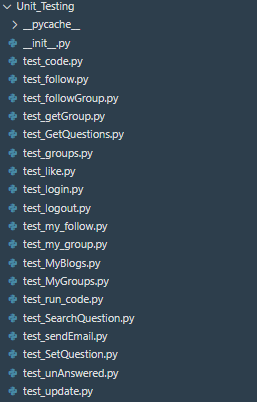 Unit_Testing
__pycache__
__init__.py
test_code.py
test_follow.py
test_followGroup.py
test_getGroup.py
test_GetQuestions.py
test_groups.py
test_like.py
test_login.py
test_logout.py
test_my_follow.py
test_my_group.py
test_MyBlogs.py
test_MyGroups.py
test_run_code.py
test_SearchQuestion.py
test_sendEmail.py
test_SetQuestion.py
test_unAnswered.py
test_update.py